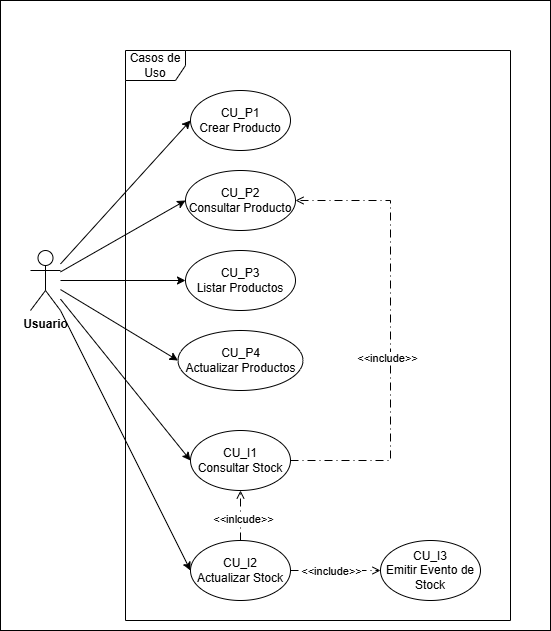 Casos de
Uso
CU_P1
Crear Producto
CU_P2
Consultar Producto
CU_P3
Listar Productos
Usuario
CU_P4
Actualizar Productos
<<include>>
CU_I1
Consultar Stock
<<inlcude>>
CU_I2
Actualizar Stock
<<include>>
CU_I3
Emitir Evento de
Stock